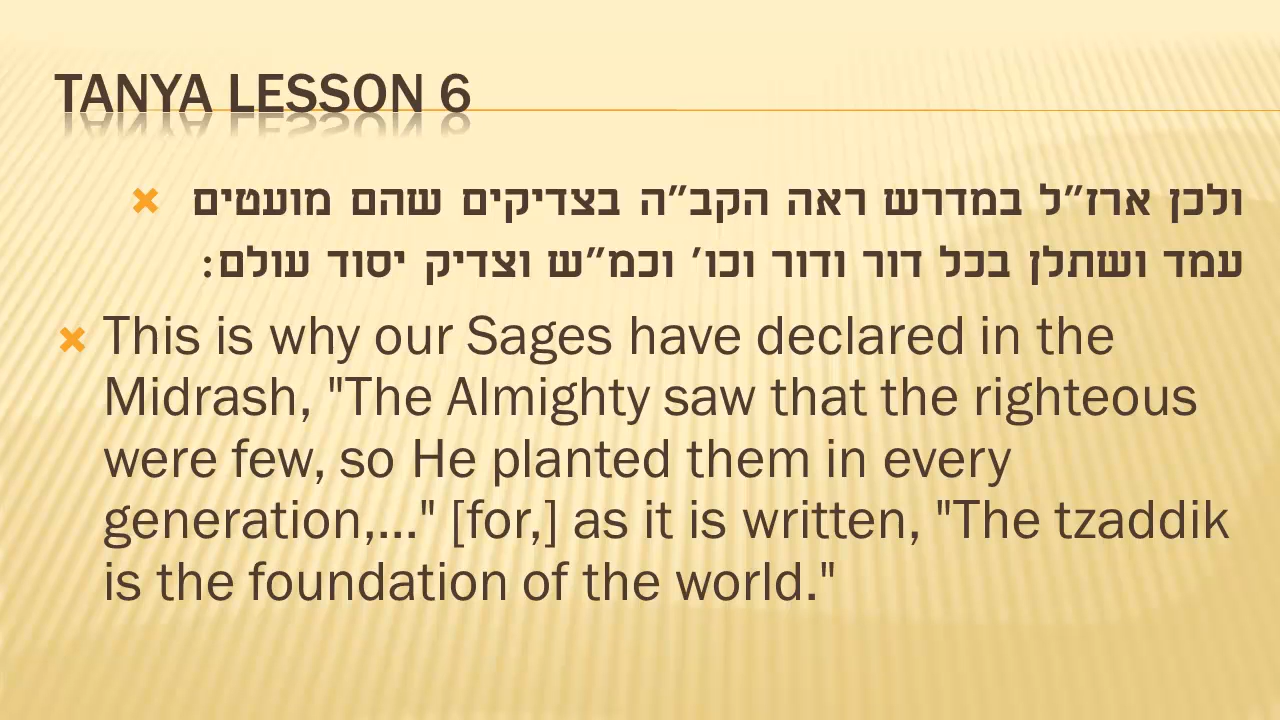 TANYA LESSON 6
ולכן ארז"ל במדרש ראה הקב"ה בצדיקים שהם מועטים
עמד ושתלן בכל דור ודור וכו' וכמ"ש וצדיק יסוד עולם:
This is why our Sages have declared in the
Midrash, "The Almighty saw that the righteous
were few, so He planted them in every
generation,..." [for,] as it is written, "The tzaddik
is the foundation of the world."